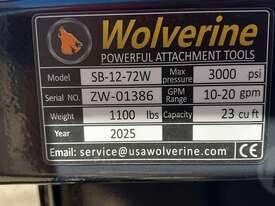 Wolverine
POWERFUL ATTACHMENT TOOLS
Model SB-12-72W Max pressure 3000 psi
Serial NO. ZW-01386 GPM Range 10-20 gpm
Weight 1100 lbs Capacity 23 cu ft
Year 2025
Email: service@usawolverine.com CE